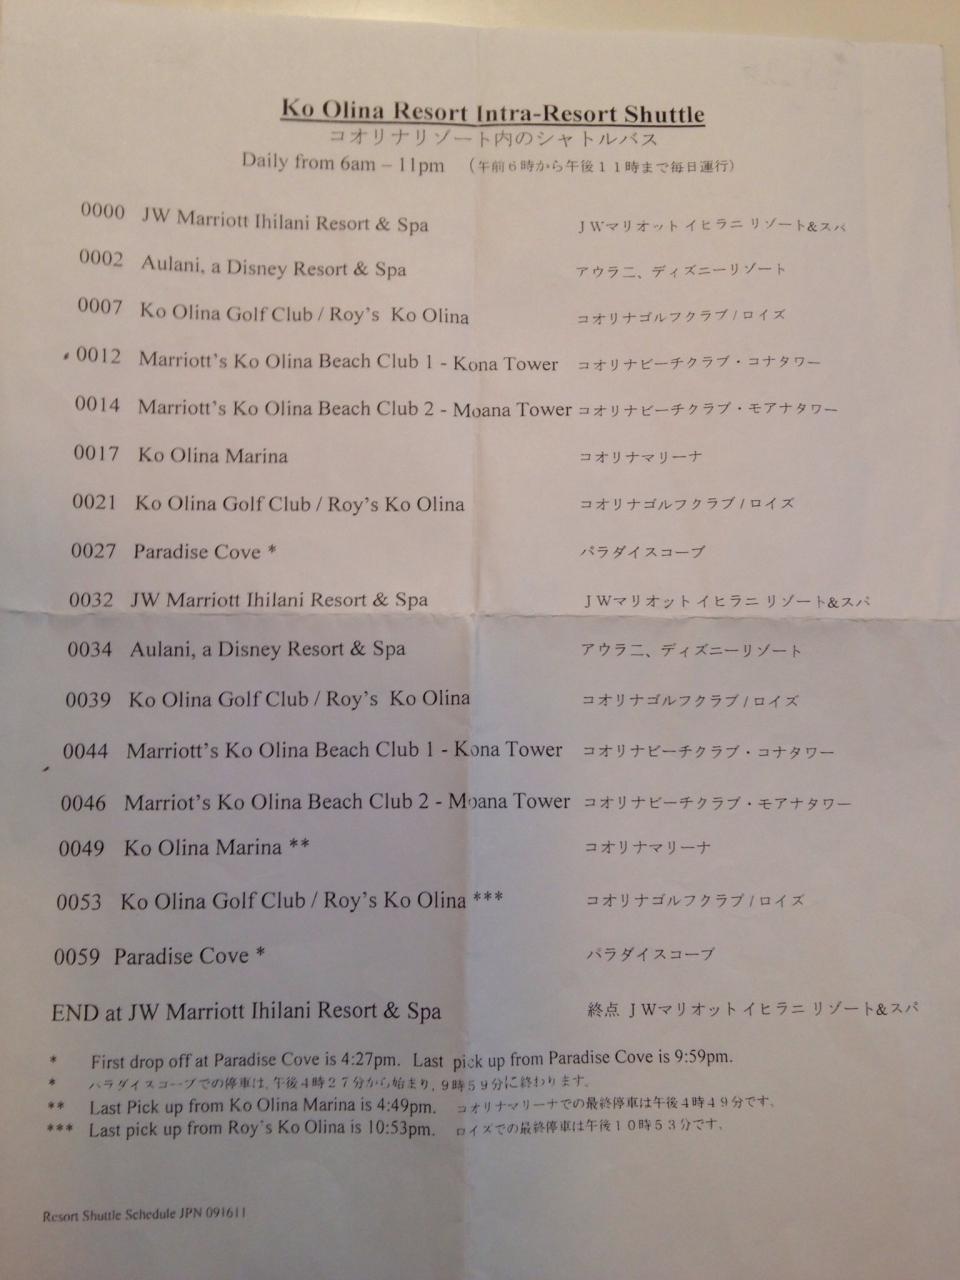 Ko Olina Resort Intra-Resort Shuttle
コオリナリゾート内のシャトルバス
Daily from 6am – 11pm （午前６時から午後１１時まで毎日運行）
0000 JW Marriott Ihilani Resort & Spa ＪＷマリオット イヒラニ リゾート&スパ
0002 Aulani, a Disney Resort & Spa アウラニ、ディズニーリゾート
0007 Ko Olina Golf Club / Roy's Ko Olina コオリナゴルフクラブ / ロイズ
0012 Marriott's Ko Olina Beach Club 1 - Kona Tower コオリナビーチクラブ・コナタワー
0014 Marriott's Ko Olina Beach Club 2 - Moana Tower コオリナビーチクラブ・モアナタワー
0017 Ko Olina Marina コオリナマリーナ
0021 Ko Olina Golf Club / Roy's Ko Olina コオリナゴルフクラブ / ロイズ
0027 Paradise Cove * パラダイスコーブ
0032 JW Marriott Ihilani Resort & Spa ＪＷマリオット イヒラニ リゾート&スパ
0034 Aulani, a Disney Resort & Spa アウラニ、ディズニーリゾート
0039 Ko Olina Golf Club / Roy's Ko Olina コオリナゴルフクラブ / ロイズ
0044 Marriott's Ko Olina Beach Club 1 - Kona Tower コオリナビーチクラブ・コナタワー
0046 Marriot's Ko Olina Beach Club 2 - Moana Tower コオリナビーチクラブ・モアナタワー
0049 Ko Olina Marina ** コオリナマリーナ
0053 Ko Olina Golf Club / Roy's Ko Olina *** コオリナゴルフクラブ / ロイズ
0059 Paradise Cove * パラダイスコーブ
END at JW Marriott Ihilani Resort & Spa 終点 ＪＷマリオット イヒラニ リゾート&スパ
* First drop off at Paradise Cove is 4:27pm. Last pick up from Paradise Cove is 9:59pm.
* パラダイスコーブでの停車は、午後４時２７分から始まり、９時５９分に終わります。
** Last Pick up from Ko Olina Marina is 4:49pm. コオリナマリーナでの最終停車は午後４時４９分です。
*** Last pick up from Roy's Ko Olina is 10:53pm. ロイズでの最終停車は午後１０時５３分です。
Resort Shuttle Schedule JPN 091611